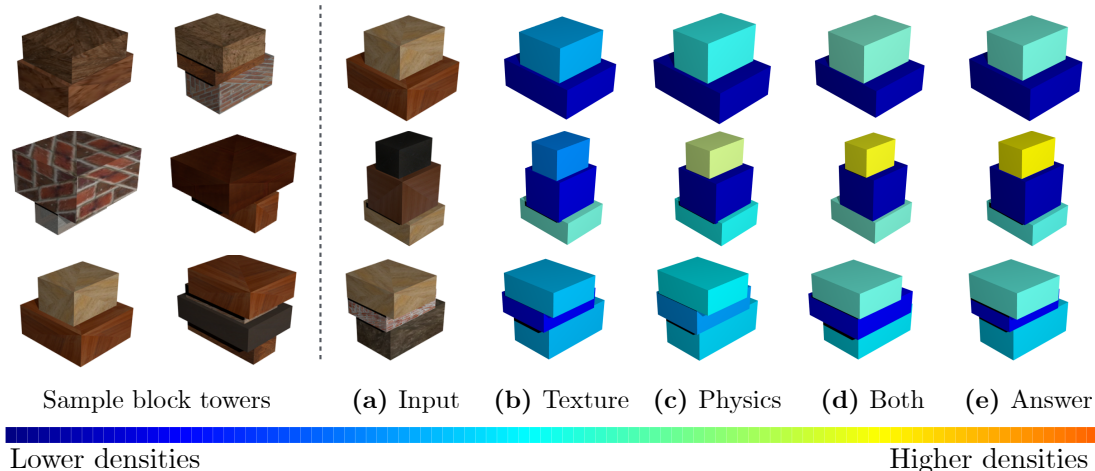 Sample block towers
(a) Input
(b) Texture
(c) Physics
(d) Both
(e) Answer
Lower densities
Higher densities